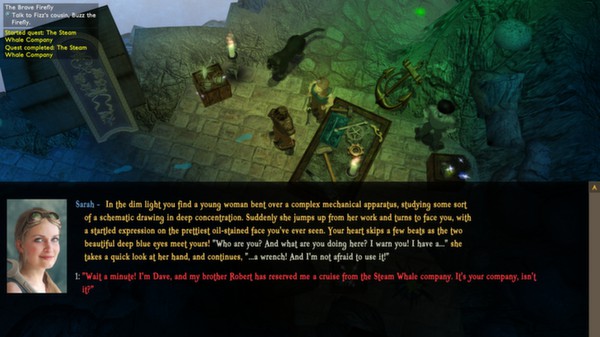 The Brave Firefly
Talk to Fizz's cousin, Buzz the
Firefly.
Started quest: The Steam
Whale Company
Quest completed: The Steam
Whale Company
Sarah - In the dim light you find a young woman bent over a complex mechanical apparatus, studying some sort
of a schematic drawing in deep concentration. Suddenly she jumps up from her work and turns to face you, with
a startled expression on the prettiest oil-stained face you've ever seen. Your heart skips a few beats as the two
beautiful deep blue eyes meet yours! "Who are you? And what are you doing here? I warn you! I have a..." she
takes a quick look at her hand, and continues, "...a wrench! And I'm not afraid to use it!"
1: "Wait a minute! I'm Dave, and my brother Robert has reserved me a cruise from the Steam Whale company. It's your company, isn't
it?"